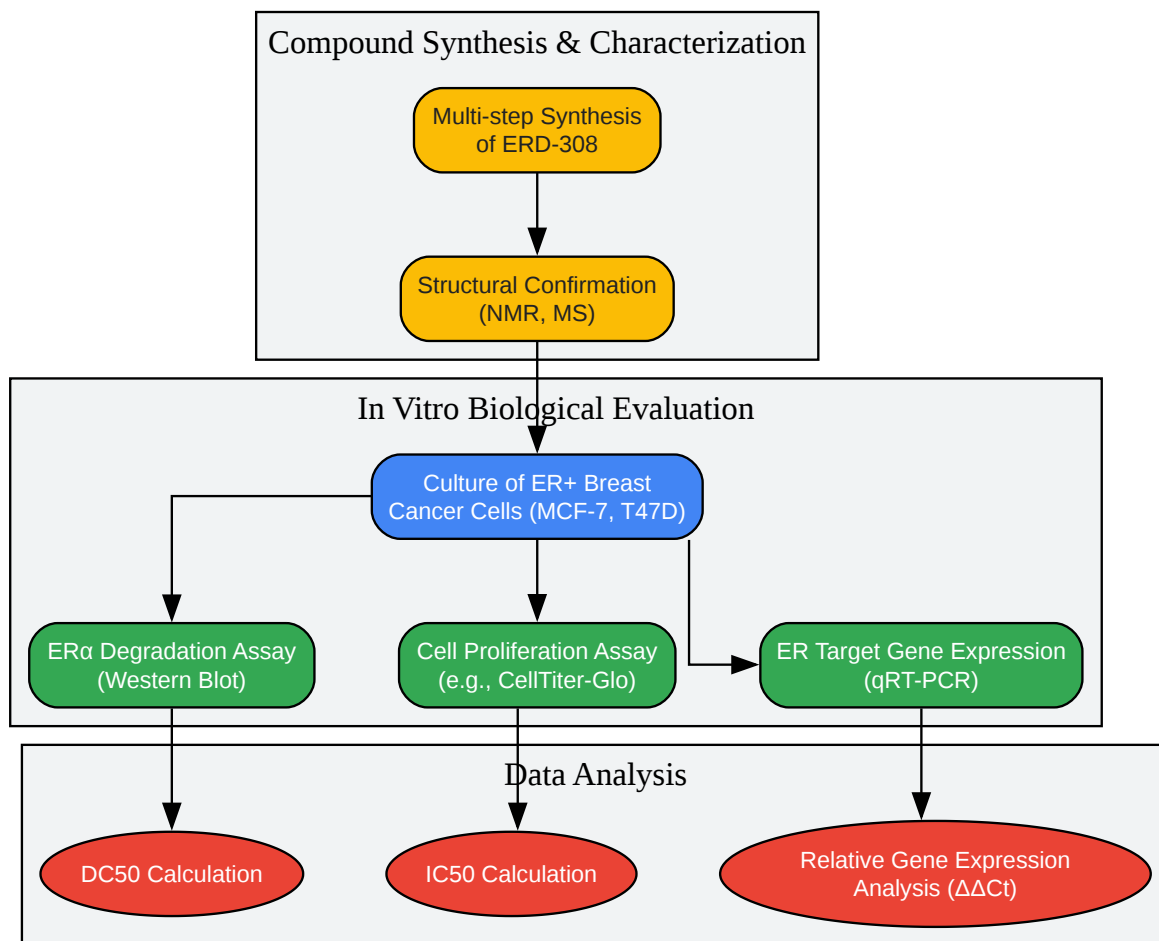 Compound Synthesis & Characterization
Multi-step Synthesis
of ERD-308
Structural Confirmation
(NMR, MS)
In Vitro Biological Evaluation
Culture of ER+ Breast
Cancer Cells (MCF-7, T47D)
ERα Degradation Assay
(Western Blot)
Cell Proliferation Assay
(e.g., CellTiter-Glo)
ER Target Gene Expression
(qRT-PCR)
Data Analysis
DC50 Calculation
IC50 Calculation
Relative Gene Expression
Analysis (ΔΔCt)